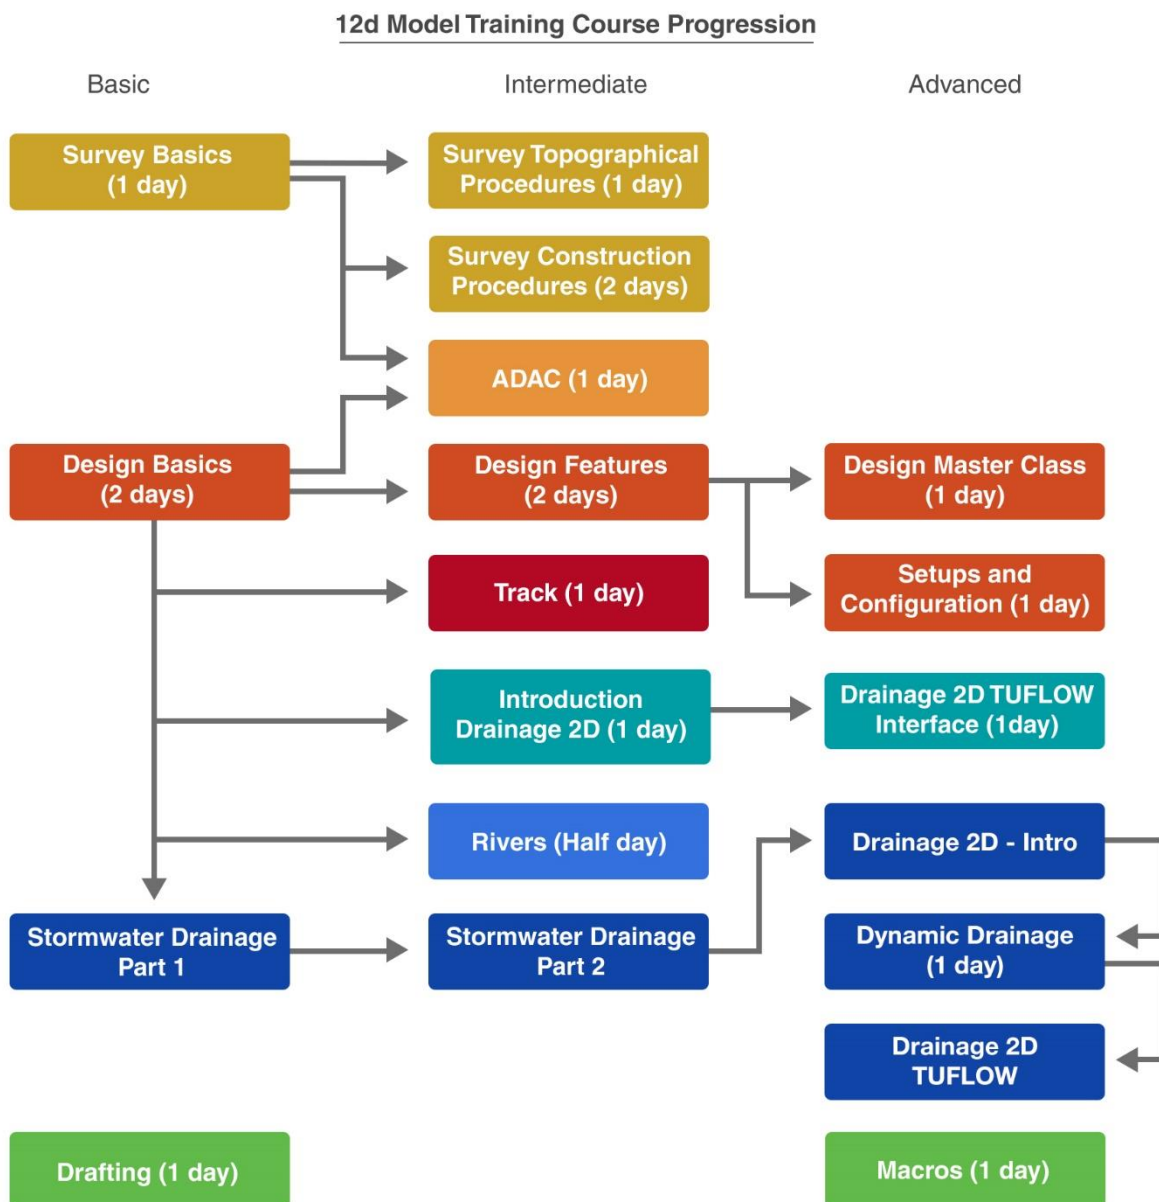 12d Model Training Course Progression
Basic
Intermediate
Advanced
Survey Basics
(1 day)
Survey Topographical
Procedures (1 day)
Survey Construction
Procedures (2 days)
ADAC (1 day)
Design Basics
(2 days)
Design Features
(2 days)
Design Master Class
(1 day)
Track (1 day)
Setups and
Configuration (1 day)
Introduction
Drainage 2D (1 day)
Drainage 2D TUFLOW
Interface (1day)
Rivers (Half day)
Drainage 2D - Intro
Stormwater Drainage
Part 1
Stormwater Drainage
Part 2
Dynamic Drainage
(1 day)
Drainage 2D
TUFLOW
Drafting (1 day)
Macros (1 day)